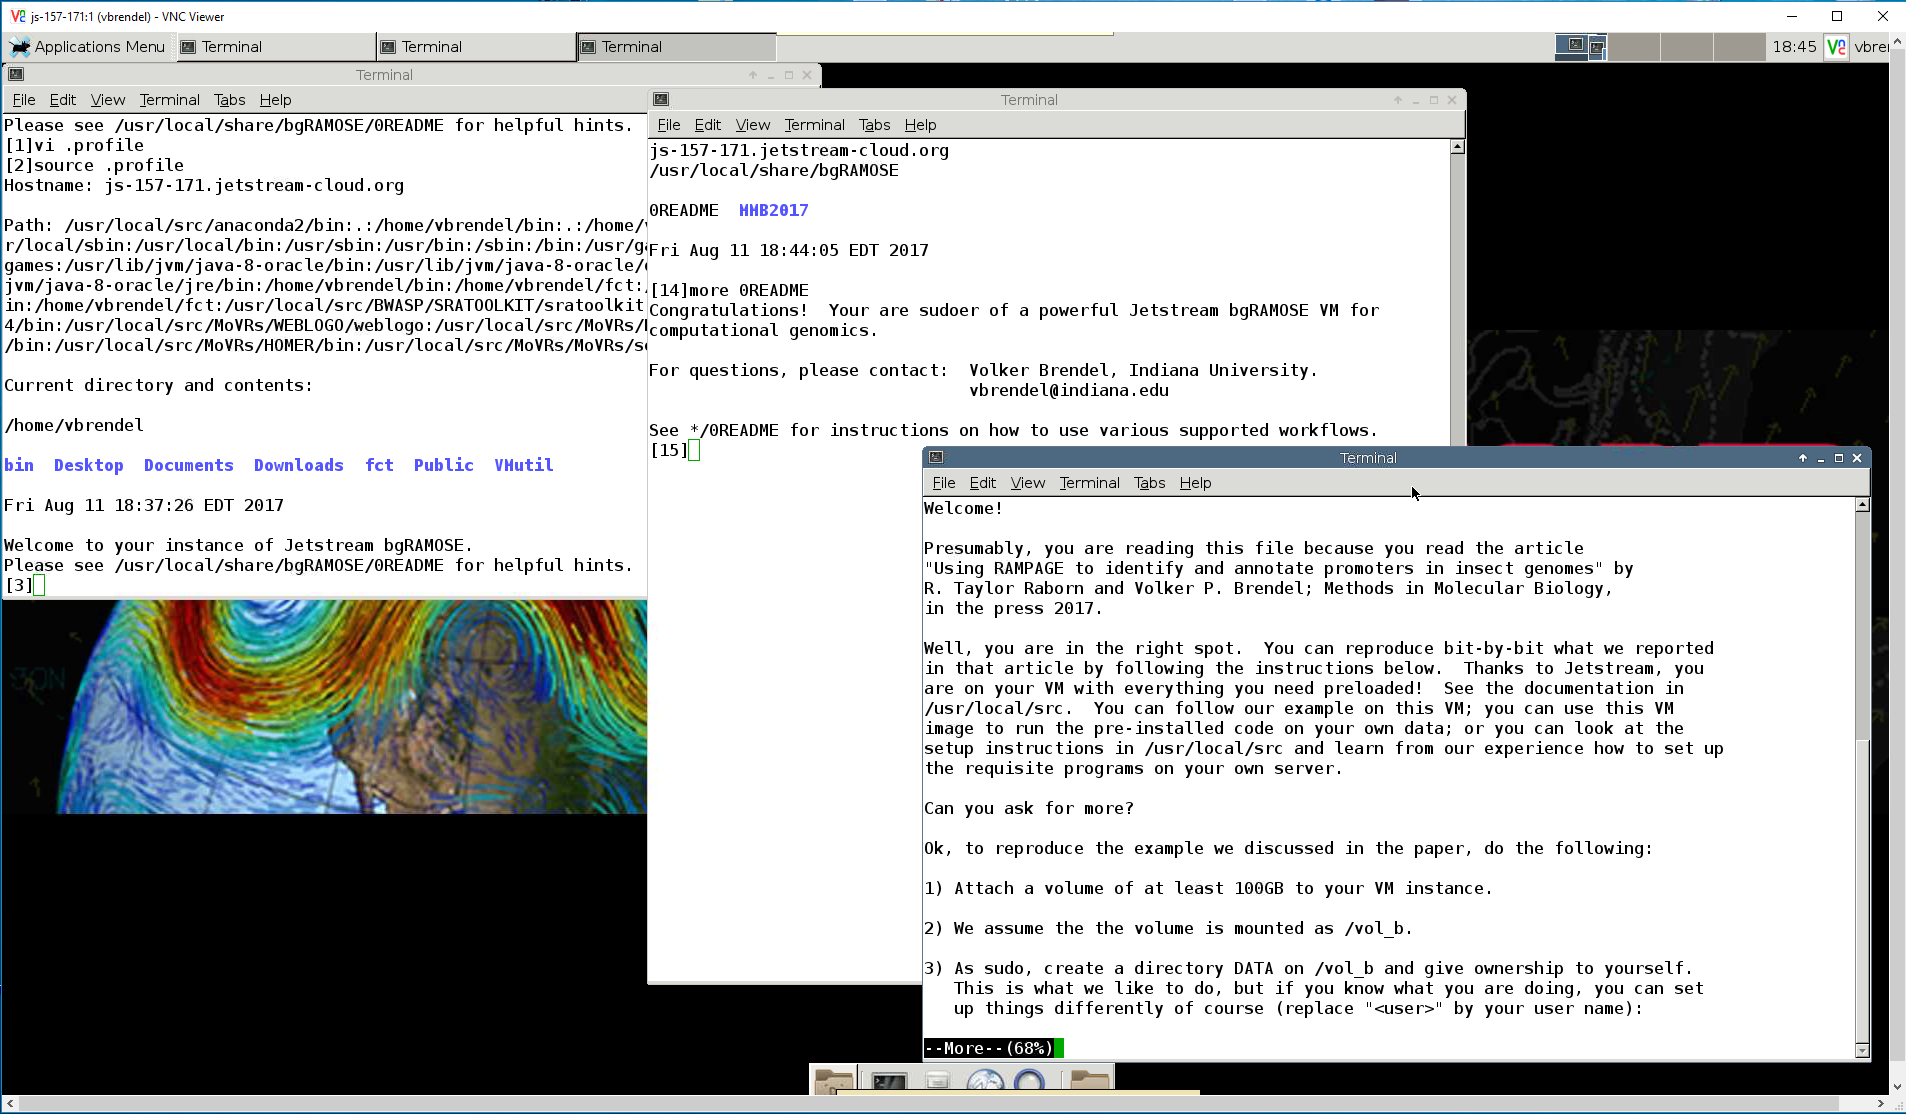 js-157-171:1 (vbrendel) - VNC Viewer
Applications Menu Terminal Terminal Terminal 18:45 vbre
Terminal
File Edit View Terminal Tabs Help
Please see /usr/local/share/bgRAMOSE/0README for helpful hints.
[1]vi .profile
[2]source .profile
Hostname: js-157-171.jetstream-cloud.org
Path: /usr/local/src/anaconda2/bin:.:/home/vbrendel/bin:.:/home/
r/local/sbin:/usr/local/bin:/usr/sbin:/usr/bin:/sbin:/bin:/usr/g
games:/usr/lib/jvm/java-8-oracle/bin:/usr/lib/jvm/java-8-oracle/
jvm/java-8-oracle/jre/bin:/home/vbrendel/bin:/home/vbrendel/fct:
in:/home/vbrendel/fct:/usr/local/src/BWASP/SRATOOLKIT/sratoolkit
4/bin:/usr/local/src/MoVRs/WEBLOGO/weblogo:/usr/local/src/MoVRs/
/bin:/usr/local/src/MoVRs/HOMER/bin:/usr/local/src/MoVRs/MoVRs/s
Current directory and contents:
/home/vbrendel
bin Desktop Documents Downloads fct Public VMutil
Fri Aug 11 18:37:26 EDT 2017
Welcome to your instance of Jetstream bgRAMOSE.
Please see /usr/local/share/bgRAMOSE/0README for helpful hints.
[3]
30N
Terminal
File Edit View Terminal Tabs Help
js-157-171.jetstream-cloud.org
/usr/local/share/bgRAMOSE
0README MMB2017
Fri Aug 11 18:44:05 EDT 2017
[14]more 0README
Congratulations! Your are sudoer of a powerful Jetstream bgRAMOSE VM for
computational genomics.
For questions, please contact: Volker Brendel, Indiana University.
vbrendel@indiana.edu
See */0README for instructions on how to use various supported workflows.
[15]
Terminal
File Edit View Terminal Tabs Help
Welcome!
Presumably, you are reading this file because you read the article
"Using RAMPAGE to identify and annotate promoters in insect genomes" by
R. Taylor Raborn and Volker P. Brendel; Methods in Molecular Biology,
in the press 2017.
Well, you are in the right spot. You can reproduce bit-by-bit what we reported
in that article by following the instructions below. Thanks to Jetstream, you
are on your VM with everything you need preloaded! See the documentation in
/usr/local/src. You can follow our example on this VM; you can use this VM
image to run the pre-installed code on your own data; or you can look at the
setup instructions in /usr/local/src and learn from our experience how to set up
the requisite programs on your own server.
Can you ask for more?
Ok, to reproduce the example we discussed in the paper, do the following:
1) Attach a volume of at least 100GB to your VM instance.
2) We assume the the volume is mounted as /vol_b.
3) As sudo, create a directory DATA on /vol_b and give ownership to yourself.
This is what we like to do, but if you know what you are doing, you can set
up things differently of course (replace "<user>" by your user name):
--More--(68%)